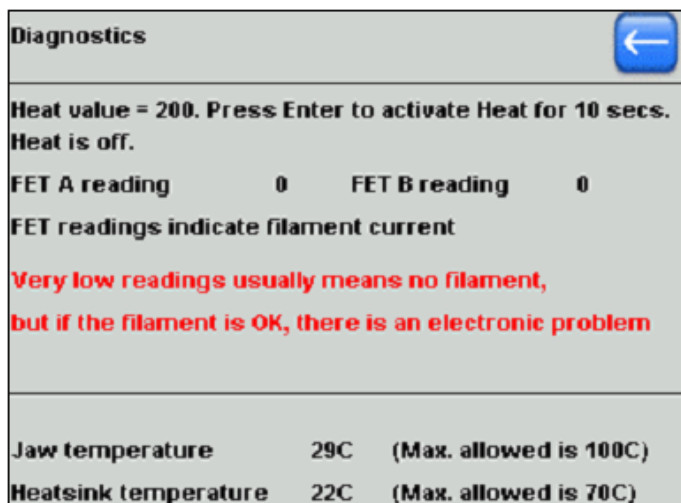 Diagnostics
Heat value = 200. Press Enter to activate Heat for 10 secs.
Heat is off.
FET A reading 0 FET B reading 0
FET readings indicate filament current
Very low readings usually means no filament,
but if the filament is OK, there is an electronic problem
Jaw temperature 29C (Max. allowed is 100C)
Heatsink temperature 22C (Max. allowed is 70C)